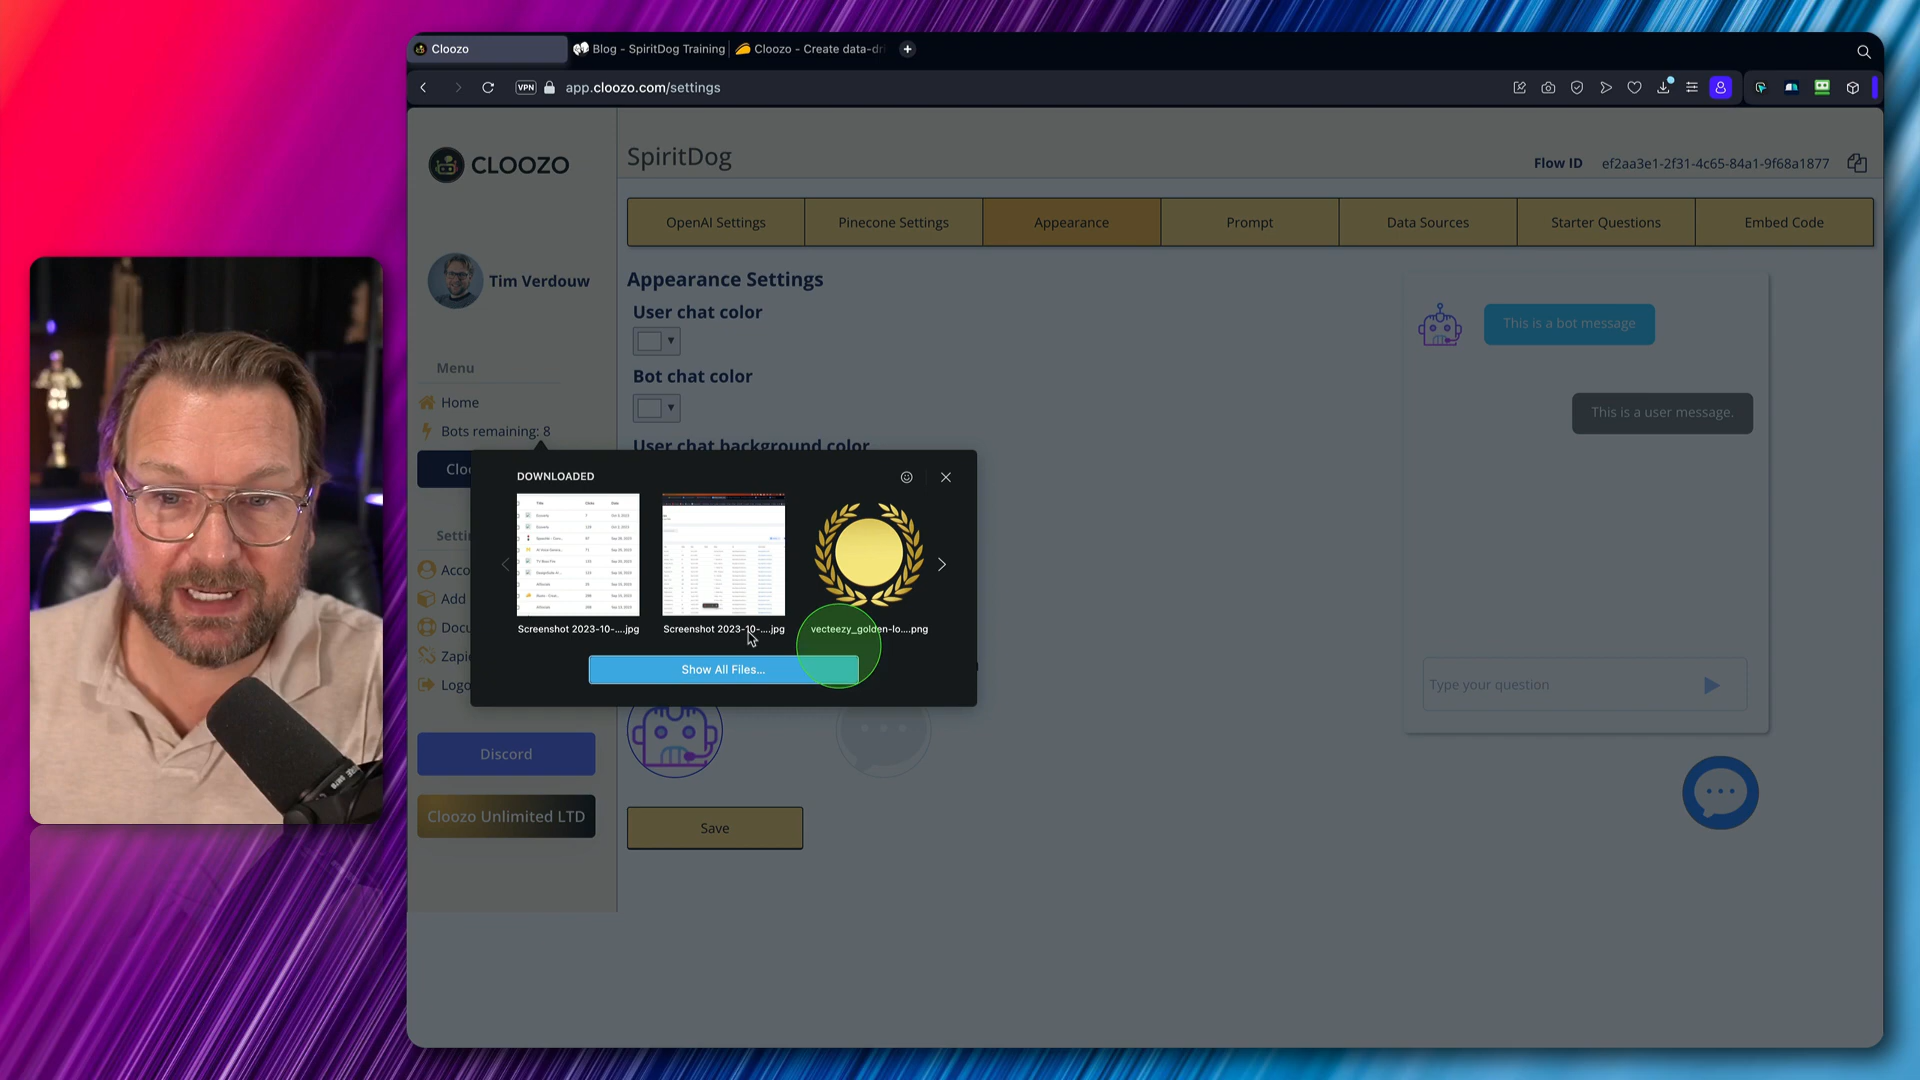 Cloozo
Blog - SpiritDog Training
Cloozo - Create data-dri
VPN
app.cloozo.com/settings
CLOOZO
SpiritDog
Flow ID
ef2aa3e1-2f31-4c65-84a1-9f68a1877
OpenAI Settings
Pinecone Settings
Appearance
Prompt
Data Sources
Starter Questions
Embed Code
Tim Verdouw
Appearance Settings
User chat color
This is a bot message
Menu
Bot chat color
Home
This is a user message.
Bots remaining: 8
User chat background color
Clo
DOWNLOADED
Setti
Acco
Add
Docu
Screenshot 2023-10-....jpg
Screenshot 2023-10-....jpg
vecteezy_golden-lo....png
Zapi
Show All Files...
Logo
Type your question
Discord
Cloozo Unlimited LTD
Save